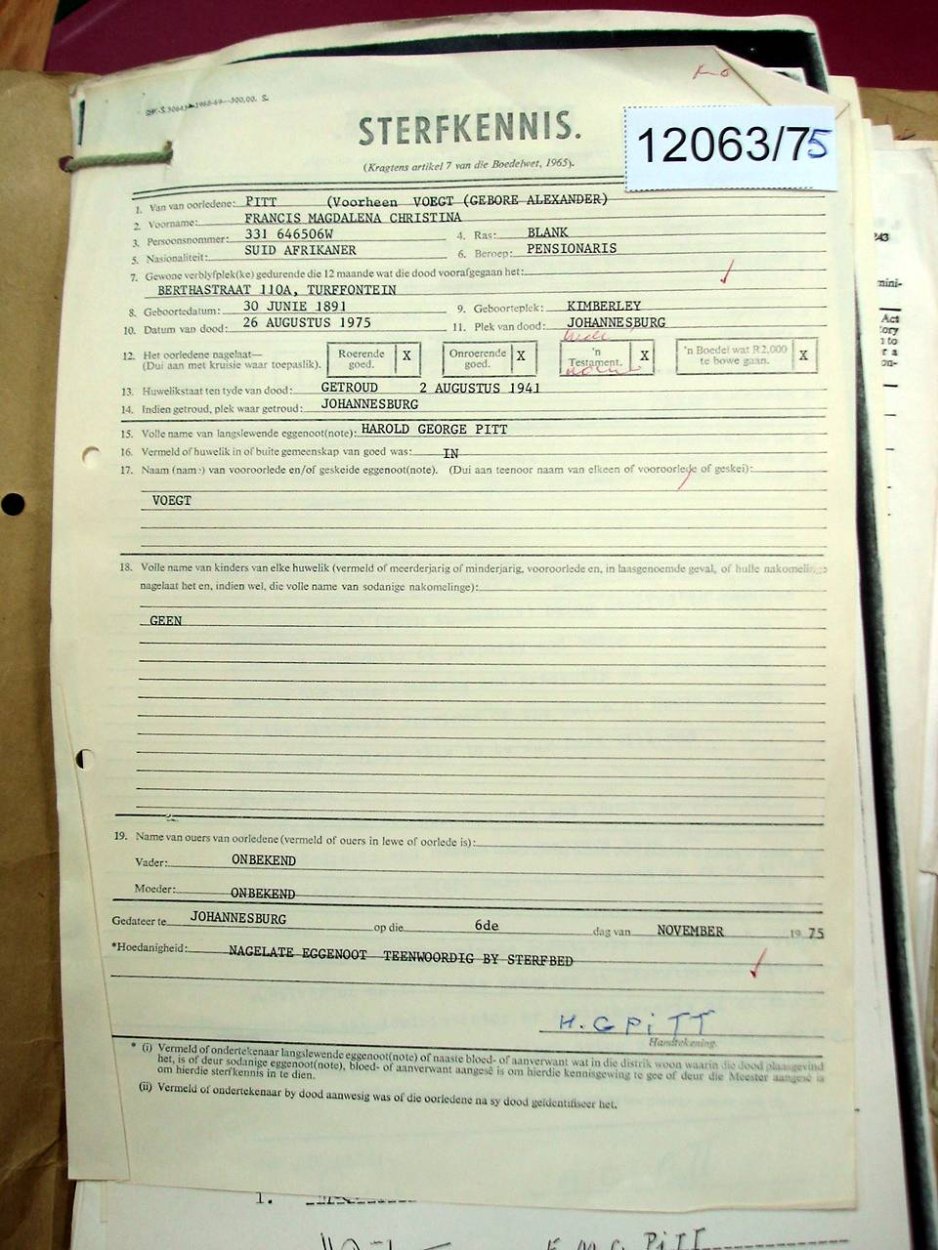 STERFKENNIS.
12063/75
(Kragtens artikel 7 van die Boedelwet, 1965).
1. Van van oorledene: PITT (Voorheen VOEGT (GEBORE ALEXANDER)
2. Voorname: FRANCIS MAGDALENA CHRISTINA
3. Persoonsnommer: 331 646506W 4. Ras: BLANK
5. Nasionaliteit: SUID AFRIKANER 6. Beroep: PENSIONARIS
7. Gewone verblyfplek(ke) gedurende die 12 maande wat die dood voorafgegaan het:
BERTHASTRAAT 110A, TURFFONTEIN
8. Geboortedatum: 30 JUNIE 1891 9. Geboorteplek: KIMBERLEY
10. Datum van dood: 26 AUGUSTUS 1975 11. Plek van dood: JOHANNESBURG
12. Het oorledene nagelaat— Roerende goed. X Onroerende goed. X 'n Testament. X 'n Boedel wat R2,000 te bowe gaan. X
(Dui aan met kruisie waar toepaslik).
13. Huwelikstaat ten tyde van dood: GETROUD 2 AUGUSTUS 1941
14. Indien getroud, plek waar getroud: JOHANNESBURG
15. Volle name van langslewende eggenoot(note): HAROLD GEORGE PITT
16. Vermeld of huwelik in of buite gemeenskap van goed was: IN
17. Naam (name) van vooroorlede en/of geskeide eggenoot(note). (Dui aan teenoor naam van elkeen of vooroorlede of geskei):
VOEGT
18. Volle name van kinders van elke huwelik (vermeld of meerderjarig of minderjarig, vooroorlede en, in laasgenoemde geval, of hulle nakomelinge
nagelaat het en, indien wel, die volle name van sodanige nakomelinge):
GEEN
19. Name van ouers van oorledene (vermeld of ouers in lewe of oorlede is):
Vader: ONBEKEND
Moeder: ONBEKEND
Gedateer te JOHANNESBURG op die 6de dag van NOVEMBER 19 75
*Hoedanigheid: NAGELATE EGGENOOT TEENWOORDIG BY STERFBED
H. G PiTT
Handtekening.
* (i) Vermeld of ondertekenaar langslewende eggenoot(note) of naaste bloed- of aanverwant wat in die distrik woon waarin die dood plaasgevind
het, is of deur sodanige eggenoot(note), bloed- of aanverwant aangesê is om hierdie kennisgewing te gee of deur die Meester aangesê is
om hierdie sterfkennis in te dien.
(ii) Vermeld of ondertekenaar by dood aanwesig was of die oorledene na sy dood geïdentifiseer het.
1.
F M C PiTT